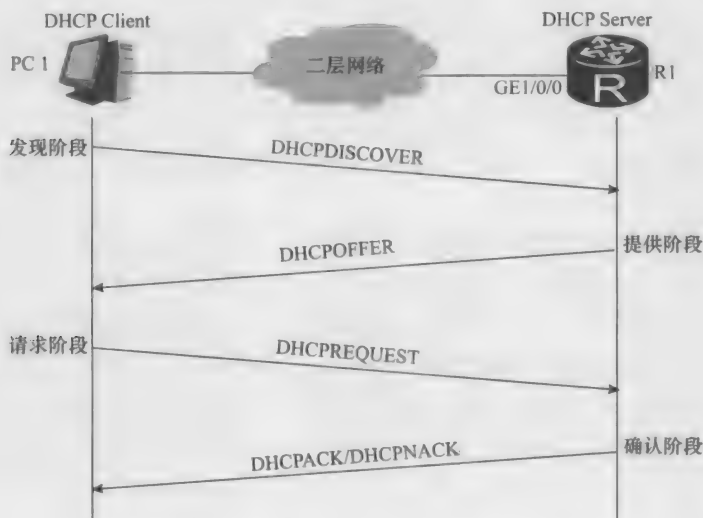 DHCP Client
DHCP Server
PC 1
二层网络
GE1/0/0
R
R1
发现阶段
DHCPDISCOVER
DHCPOFFER
提供阶段
请求阶段
DHCPREQUEST
DHCPACK/DHCPNACK
确认阶段